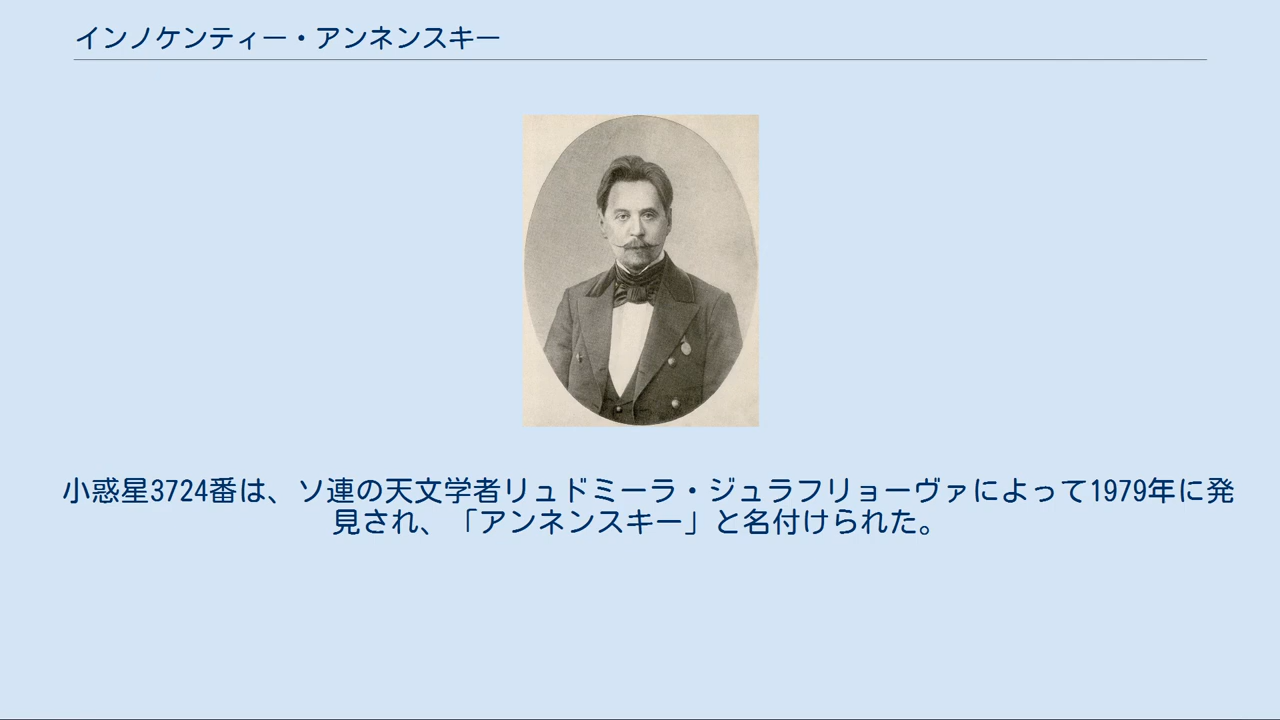 インノケンティー・アンネンスキー
小惑星3724番は、ソ連の天文学者リュドミーラ・ジュラフリョーヴァによって1979年に発
見され、「アンネンスキー」と名付けられた。